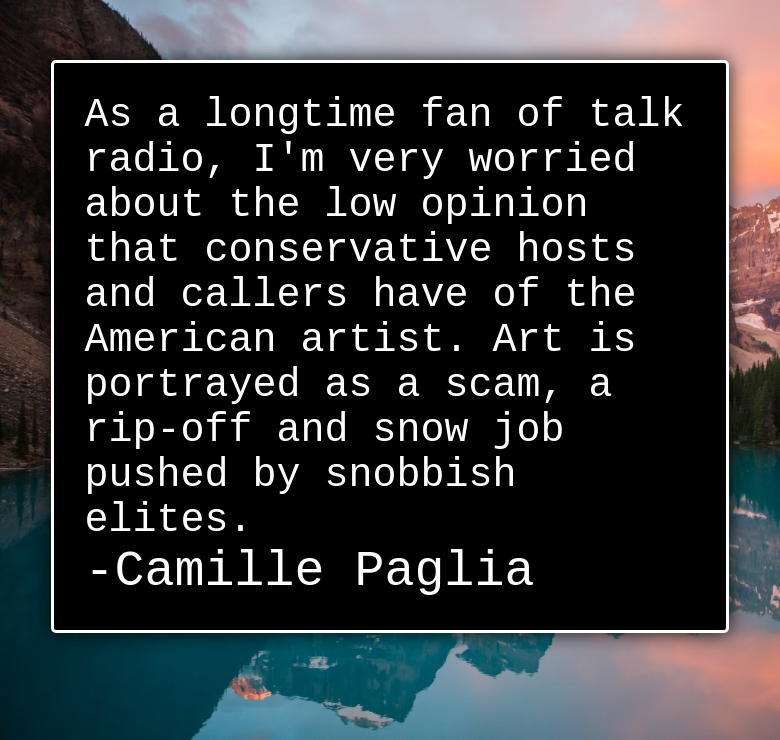 As a longtime fan of talk
radio, I'm very worried
about the low opinion
that conservative hosts
and callers have of the
American artist. Art is
portrayed as a scam, a
rip-off and snow job
pushed by snobbish
elites.
-Camille Paglia